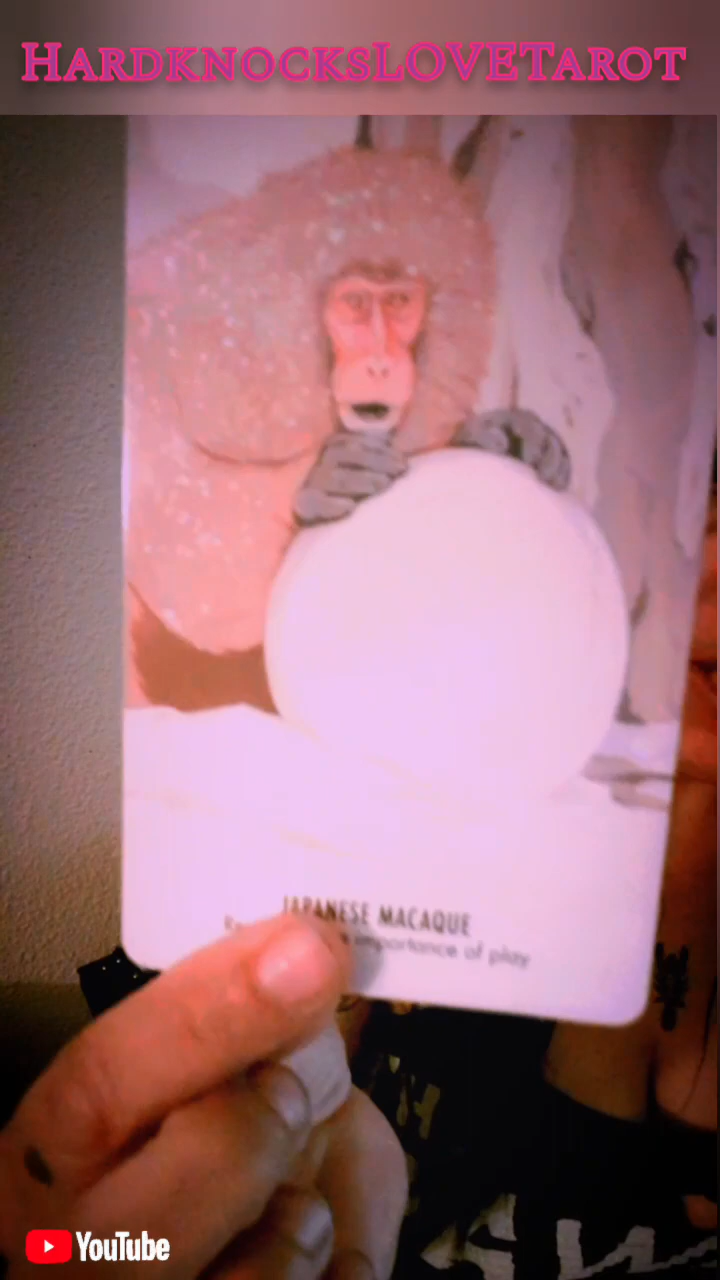 HARDKNOCKSLOVETAROT
JAPANESE MACAQUE
importance of play
YouTube